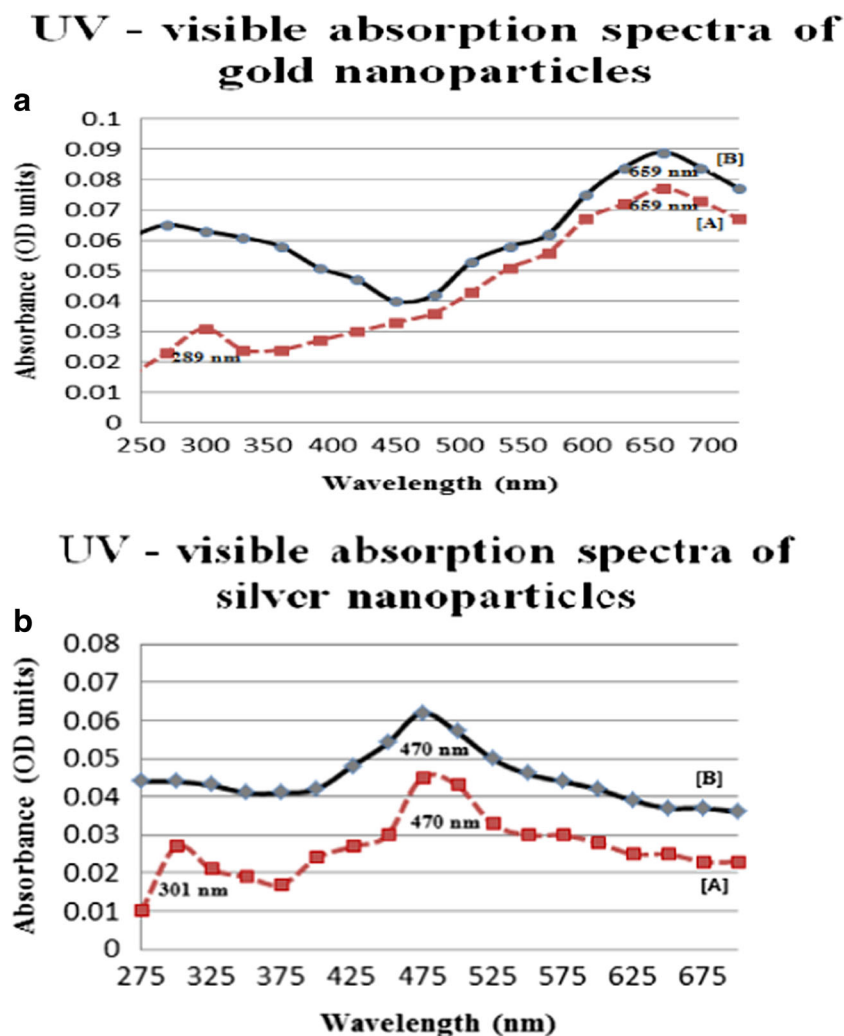 UV - visible absorption spectra of
gold nanoparticles
a
Absorbance (OD units)
0.1
0.09
0.08
0.07
0.06
0.05
0.04
0.03
0.02
0.01
0
[B]
659 nm
659 nm
[A]
289 nm
250 300 350 400 450 500 550 600 650 700
Wavelength (nm)
UV - visible absorption spectra of
silver nanoparticles
b
Absorbance (OD units)
0.08
0.07
0.06
0.05
0.04
0.03
0.02
0.01
0
470 nm
[B]
470 nm
301 nm
[A]
275 325 375 425 475 525 575 625 675
Wavelength (nm)